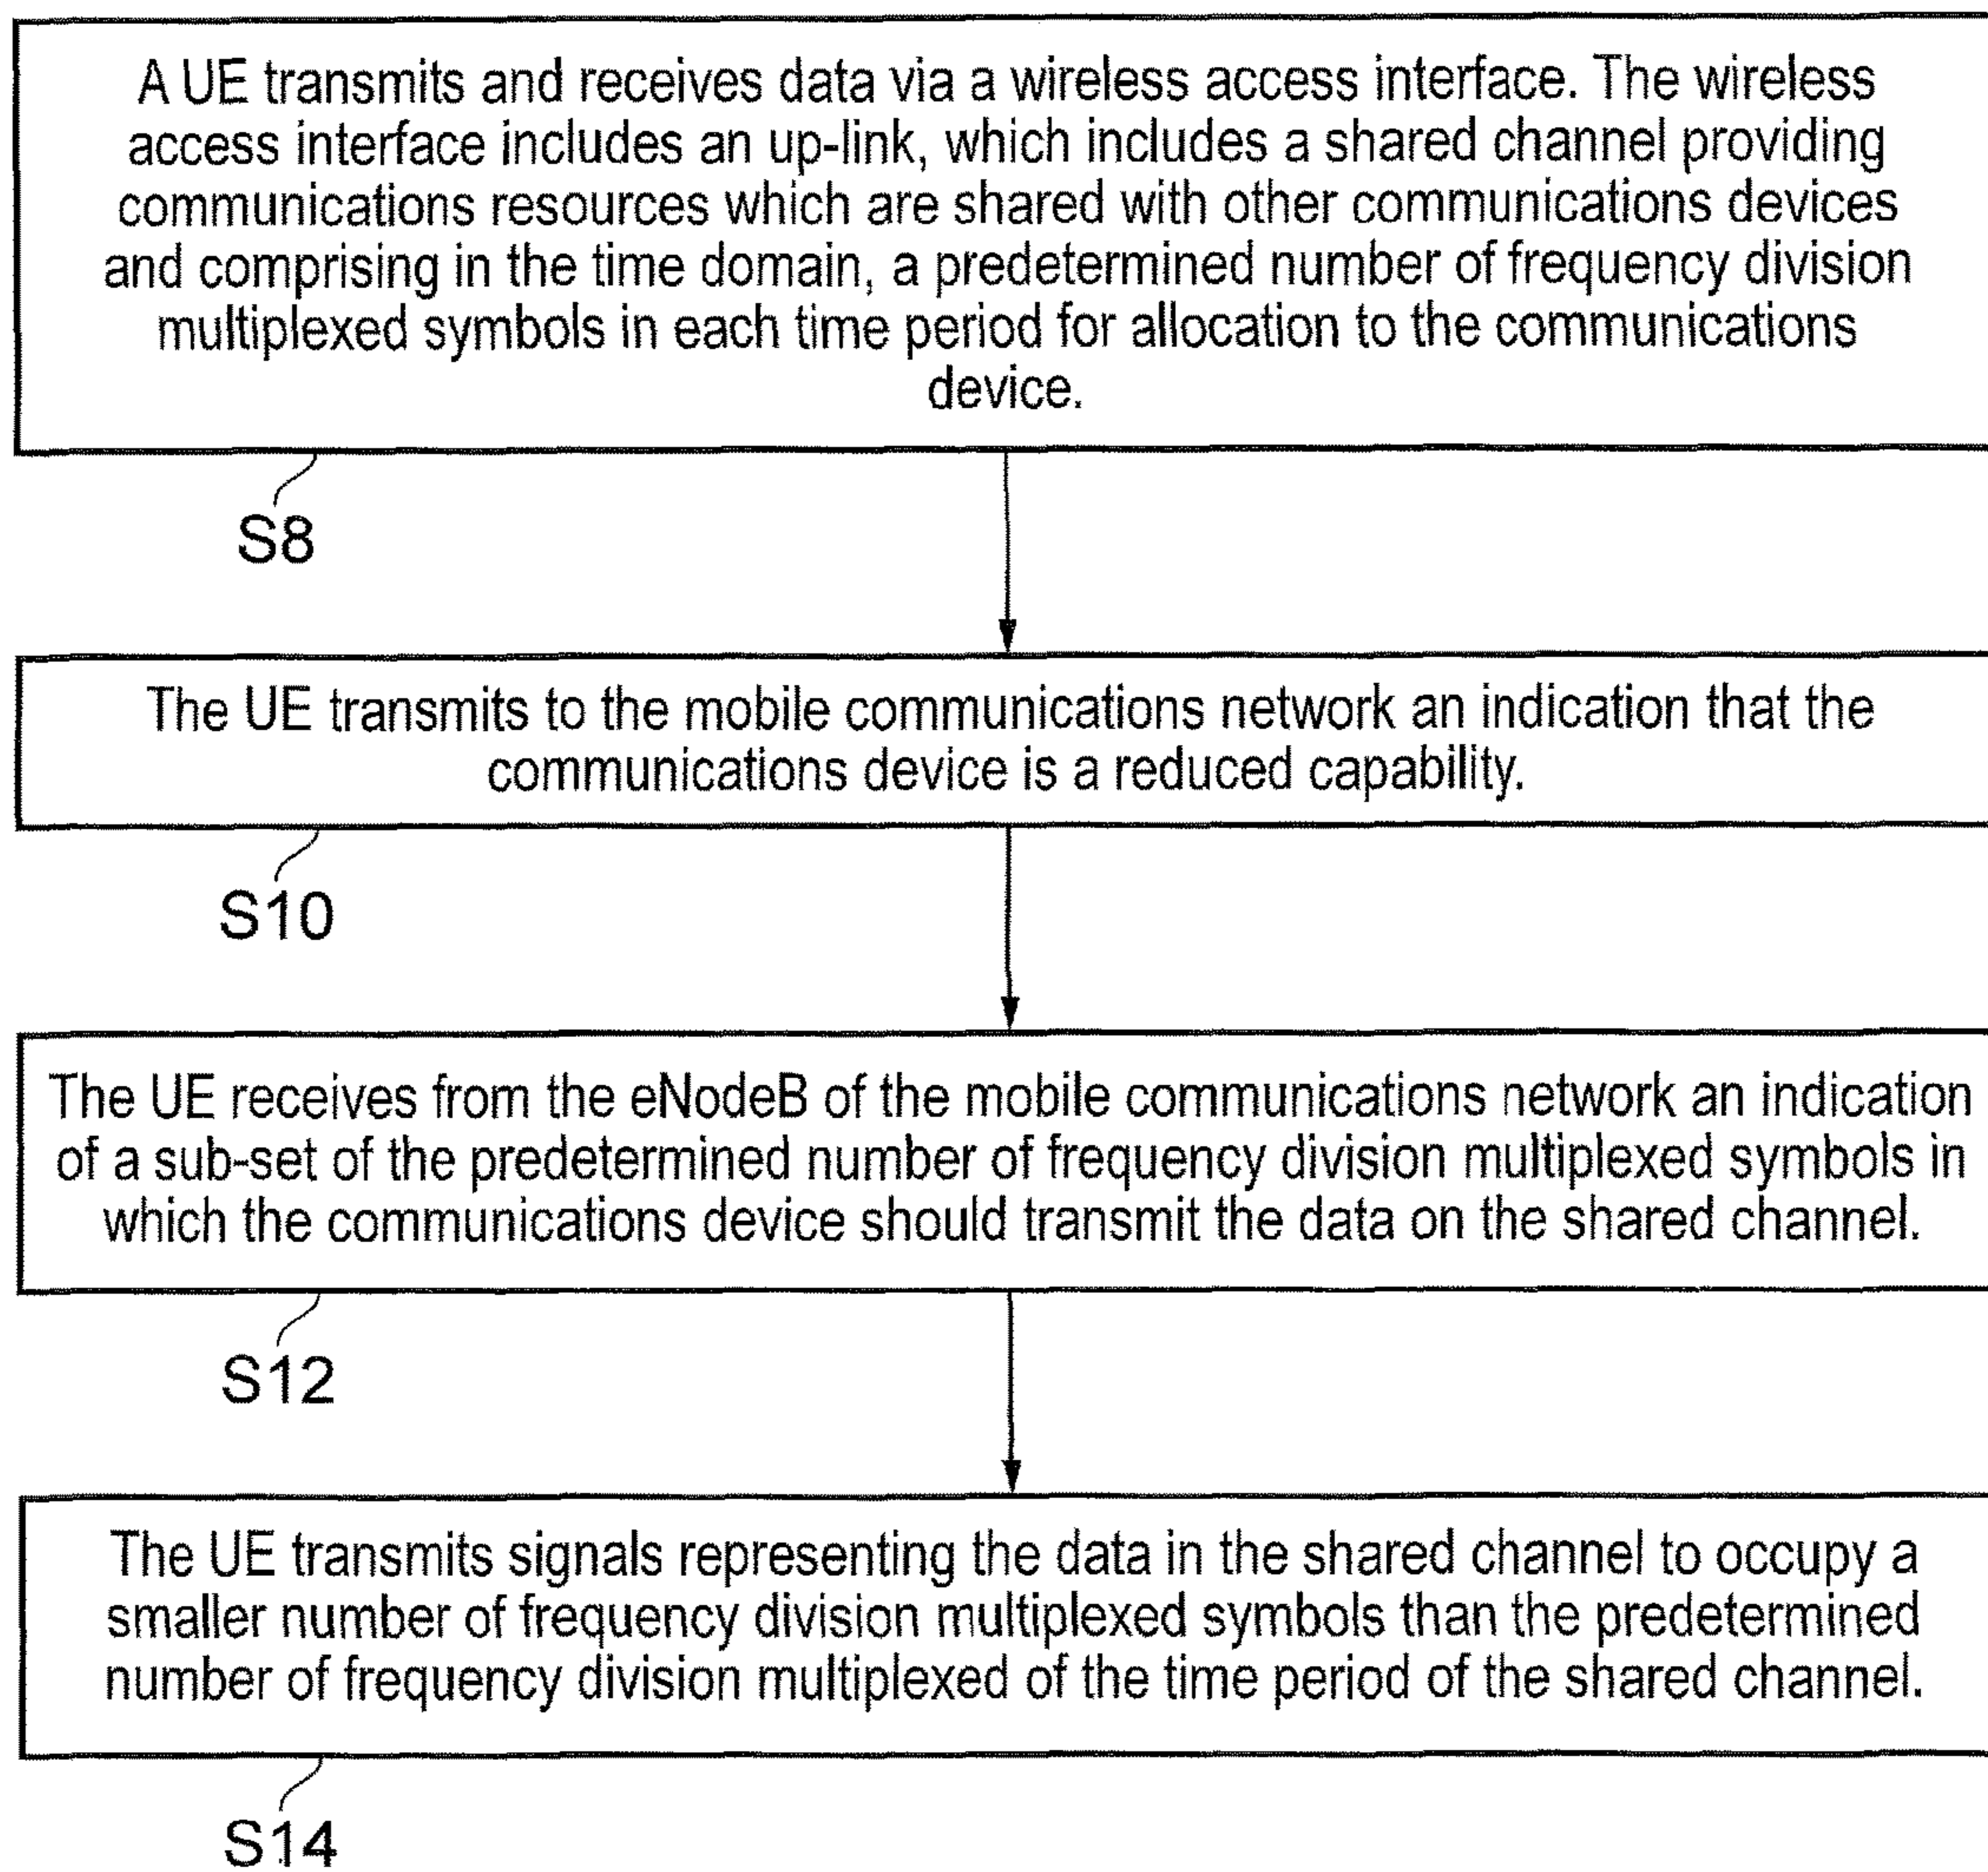 A UE transmits and receives data via a wireless access interface. The wireless
access interface includes an up-link, which includes a shared channel providing
communications resources which are shared with other communications devices
and comprising in the time domain, a predetermined number of frequency division
multiplexed symbols in each time period for allocation to the communications
device.
S8
The UE transmits to the mobile communications network an indication that the
communications device is a reduced capability.
S10
The UE receives from the eNodeB of the mobile communications network an indication
of a sub-set of the predetermined number of frequency division multiplexed symbols in
which the communications device should transmit the data on the shared channel.
S12
The UE transmits signals representing the data in the shared channel to occupy a
smaller number of frequency division multiplexed symbols than the predetermined
number of frequency division multiplexed of the time period of the shared channel.
S14